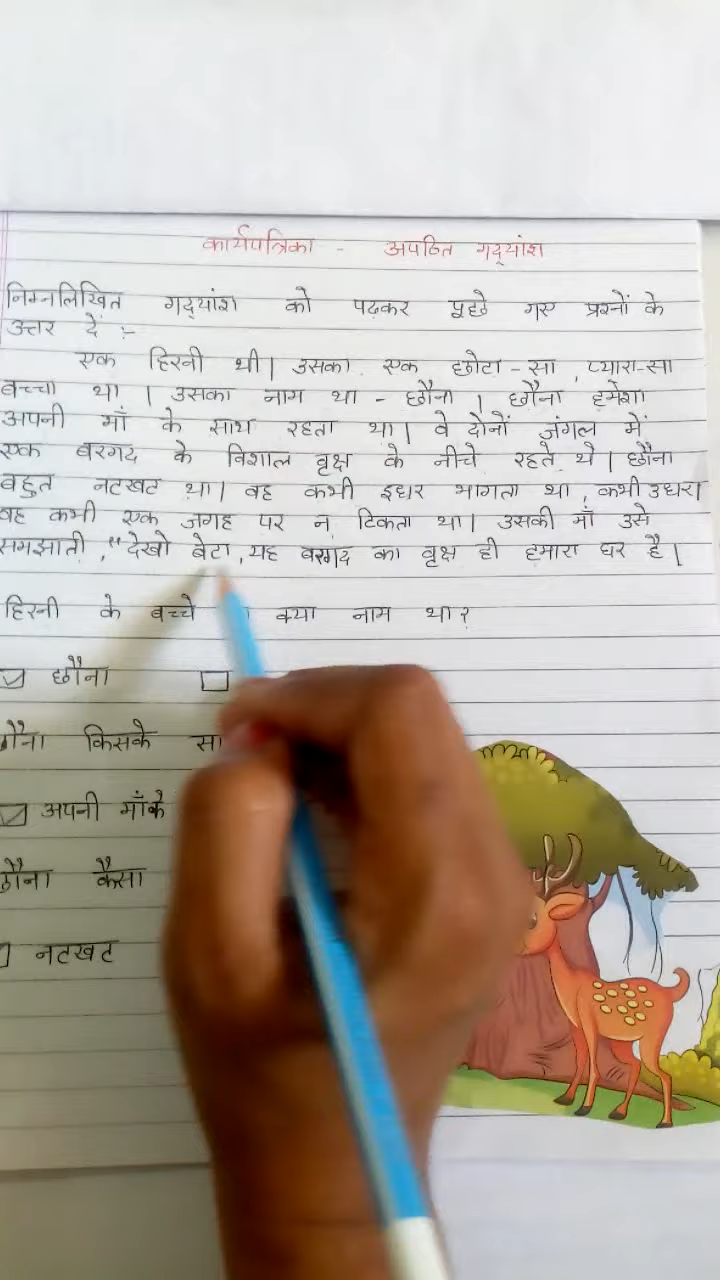 कार्यपत्रिका - अपठित गद्यांश
निम्नलिखित गद्यांश को पढ़कर पूछे गए प्रश्नों के
उत्तर दें :-
एक हिरनी थी। उसका एक छोटा-सा, प्यारा-सा
बच्चा था। उसका नाम था - छौना। छौना हमेशा
अपनी माँ के साथ रहता था। वे दोनों जंगल में
एक बरगद के विशाल वृक्ष के नीचे रहते थे। छौना
बहुत नटखट था। वह कभी इधर भागता था, कभी उधर।
वह कभी एक जगह पर न टिकता था। उसकी माँ उसे
समझाती, "देखो बेटा, यह बरगद का वृक्ष ही हमारा घर है।
हिरनी के बच्चे क्या नाम था?
छौना
किसके
अपनी माँके
कैसा
नटखट